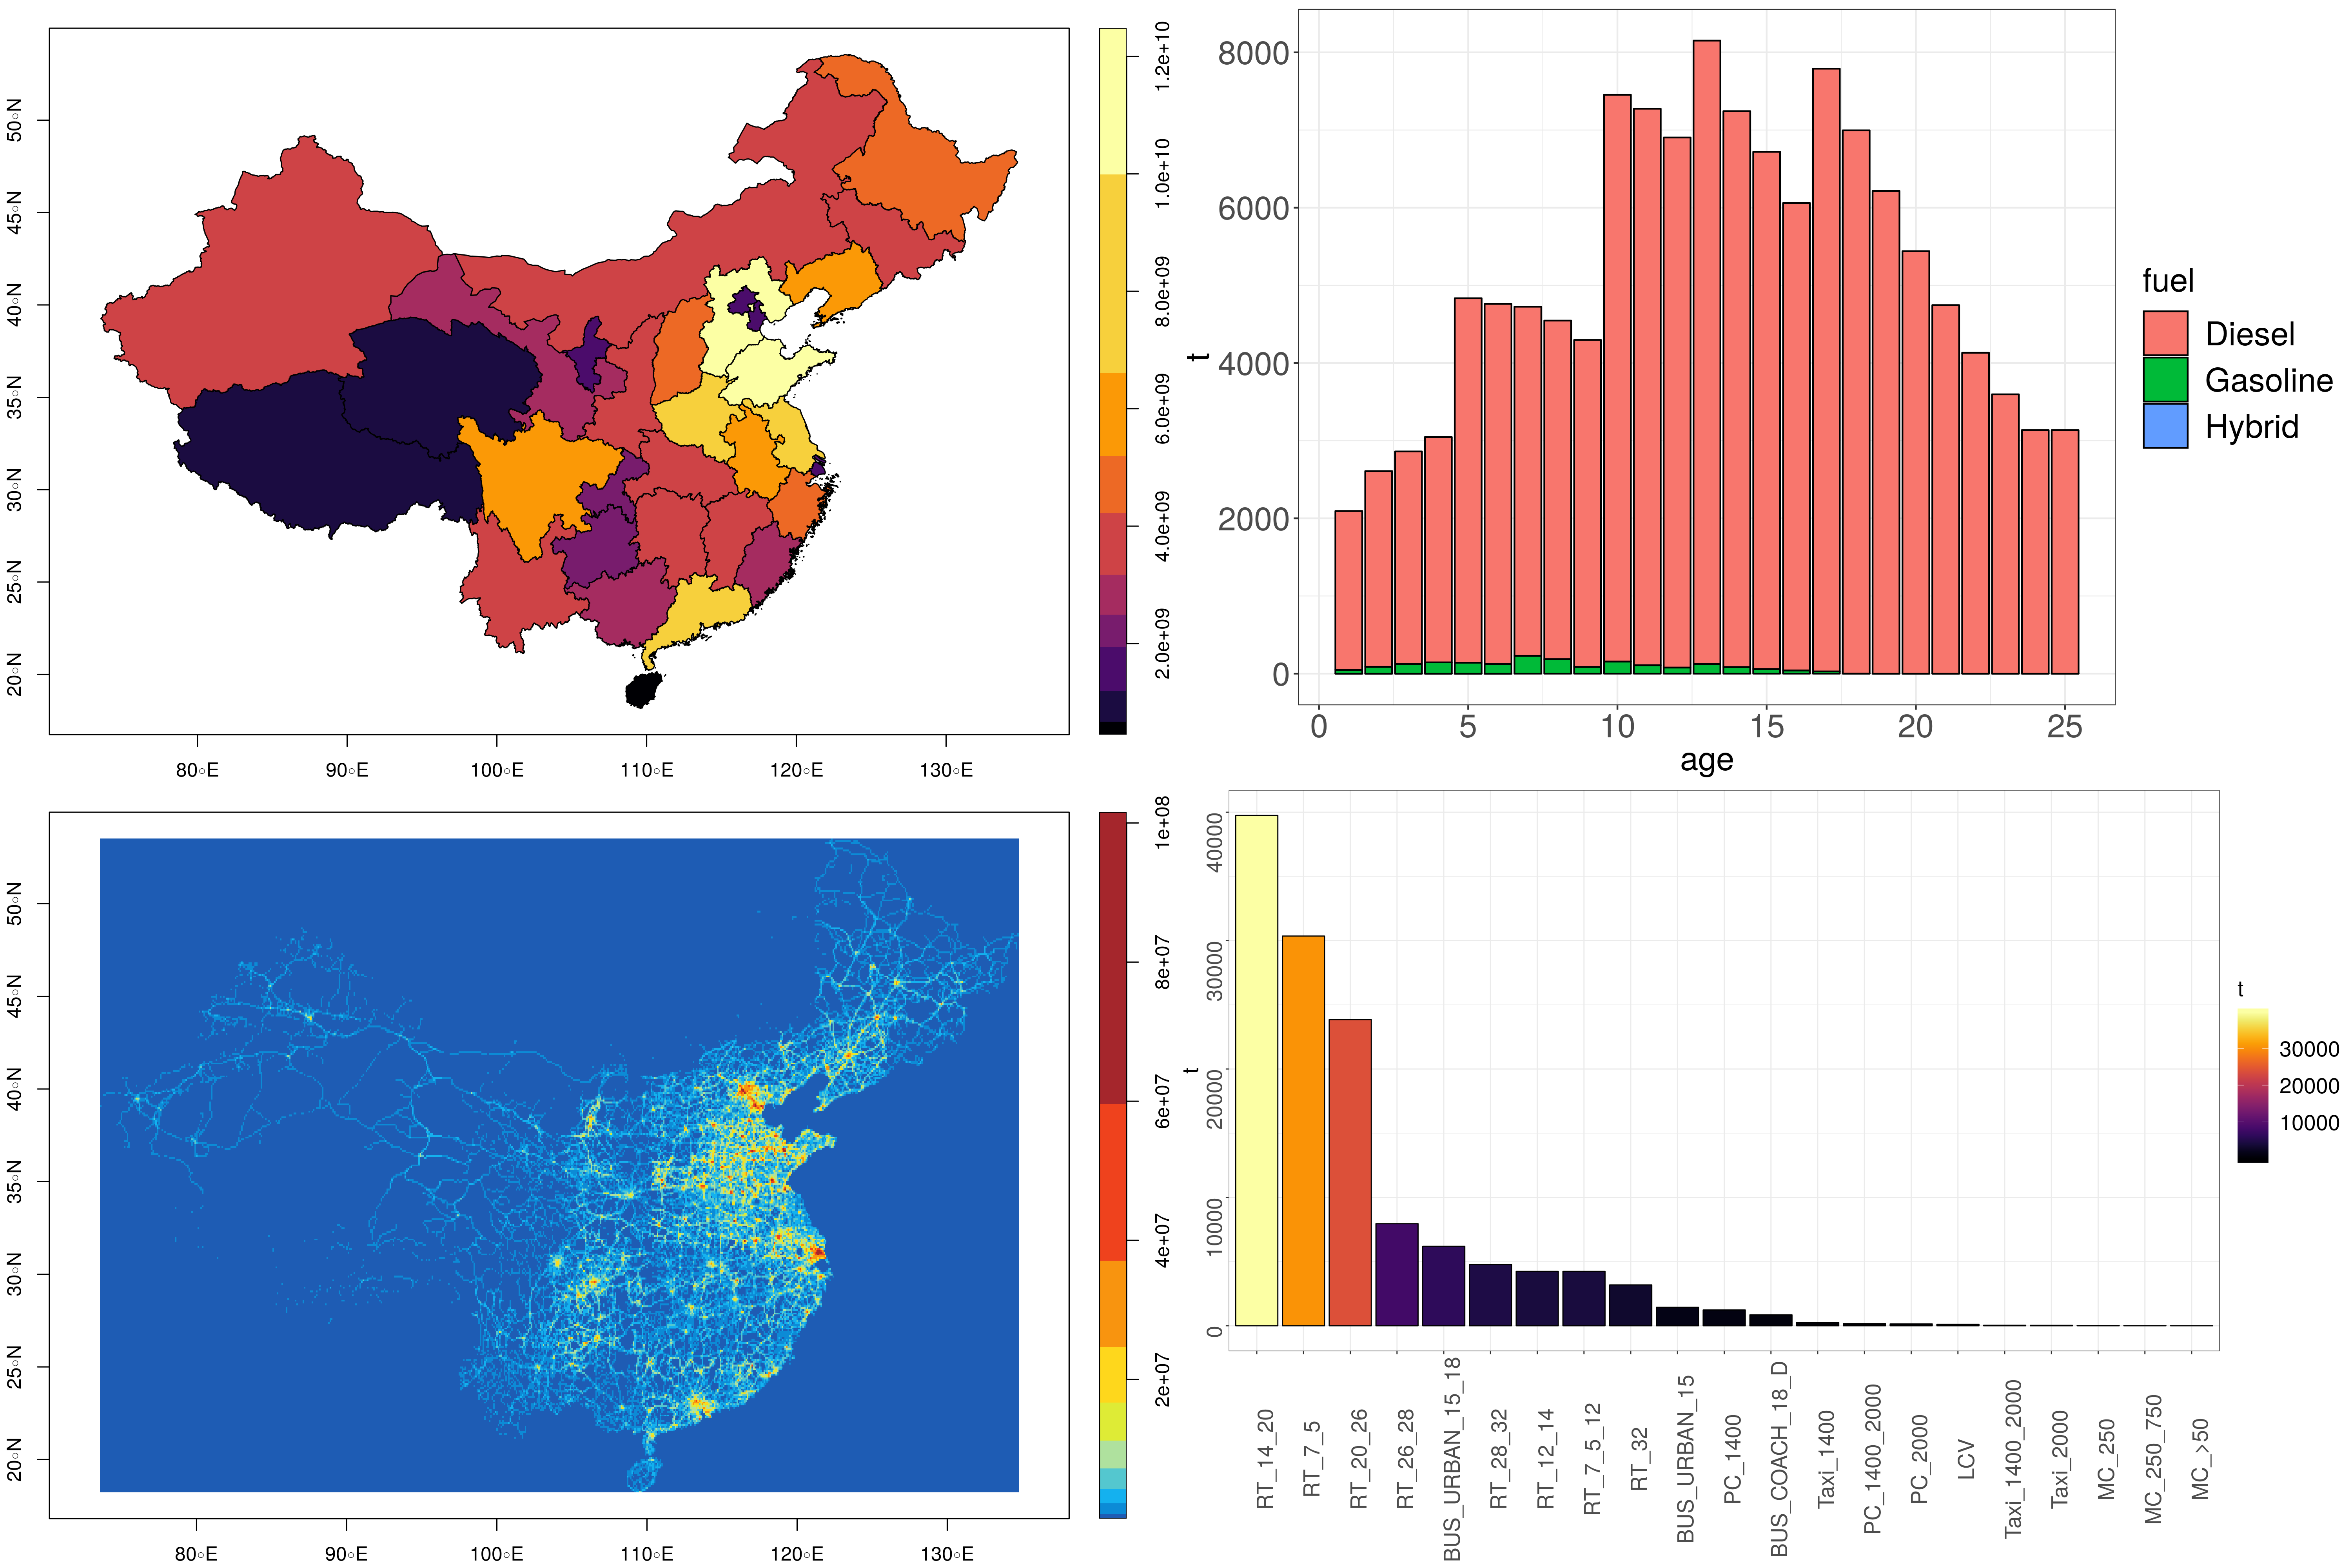 50°N
45°N
40°N
35°N
30°N
25°N
20°N
80°E 90°E 100°E 110°E 120°E 130°E
1.2e+10
1.0e+10
8.0e+09
6.0e+09
4.0e+09
2.0e+09
t
8000
6000
4000
2000
0
0 5 10 15 20 25
age
fuel
Diesel
Gasoline
Hybrid
50°N
45°N
40°N
35°N
30°N
25°N
20°N
80°E 90°E 100°E 110°E 120°E 130°E
1e+08
8e+07
6e+07
4e+07
2e+07
t
40000
30000
20000
10000
0
RT_14_20
RT_7_5
RT_20_26
RT_26_28
BUS_URBAN_15_18
RT_28_32
RT_12_14
RT_7_5_12
RT_32
BUS_URBAN_15
PC_1400
BUS_COACH_18_D
Taxi_1400
PC_1400_2000
PC_2000
LCV
Taxi_1400_2000
Taxi_2000
MC_250
MC_250_750
MC_>50
t
30000
20000
10000